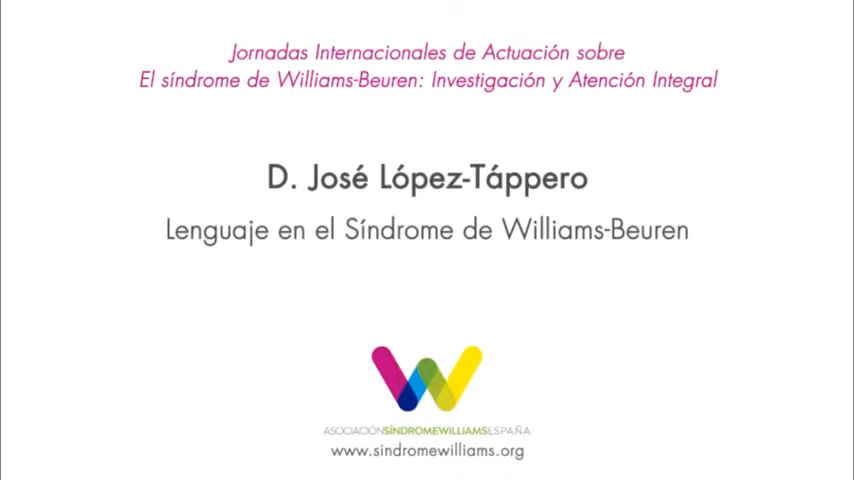 Jornadas Internacionales de Actuación sobre
El síndrome de Williams-Beuren: Investigación y Atención Integral
D. José López-Táppero
Lenguaje en el Síndrome de Williams-Beuren
ASOCIACIÓNSÍNDROMEWILLIAMSESPAÑA
www.sindromewilliams.org